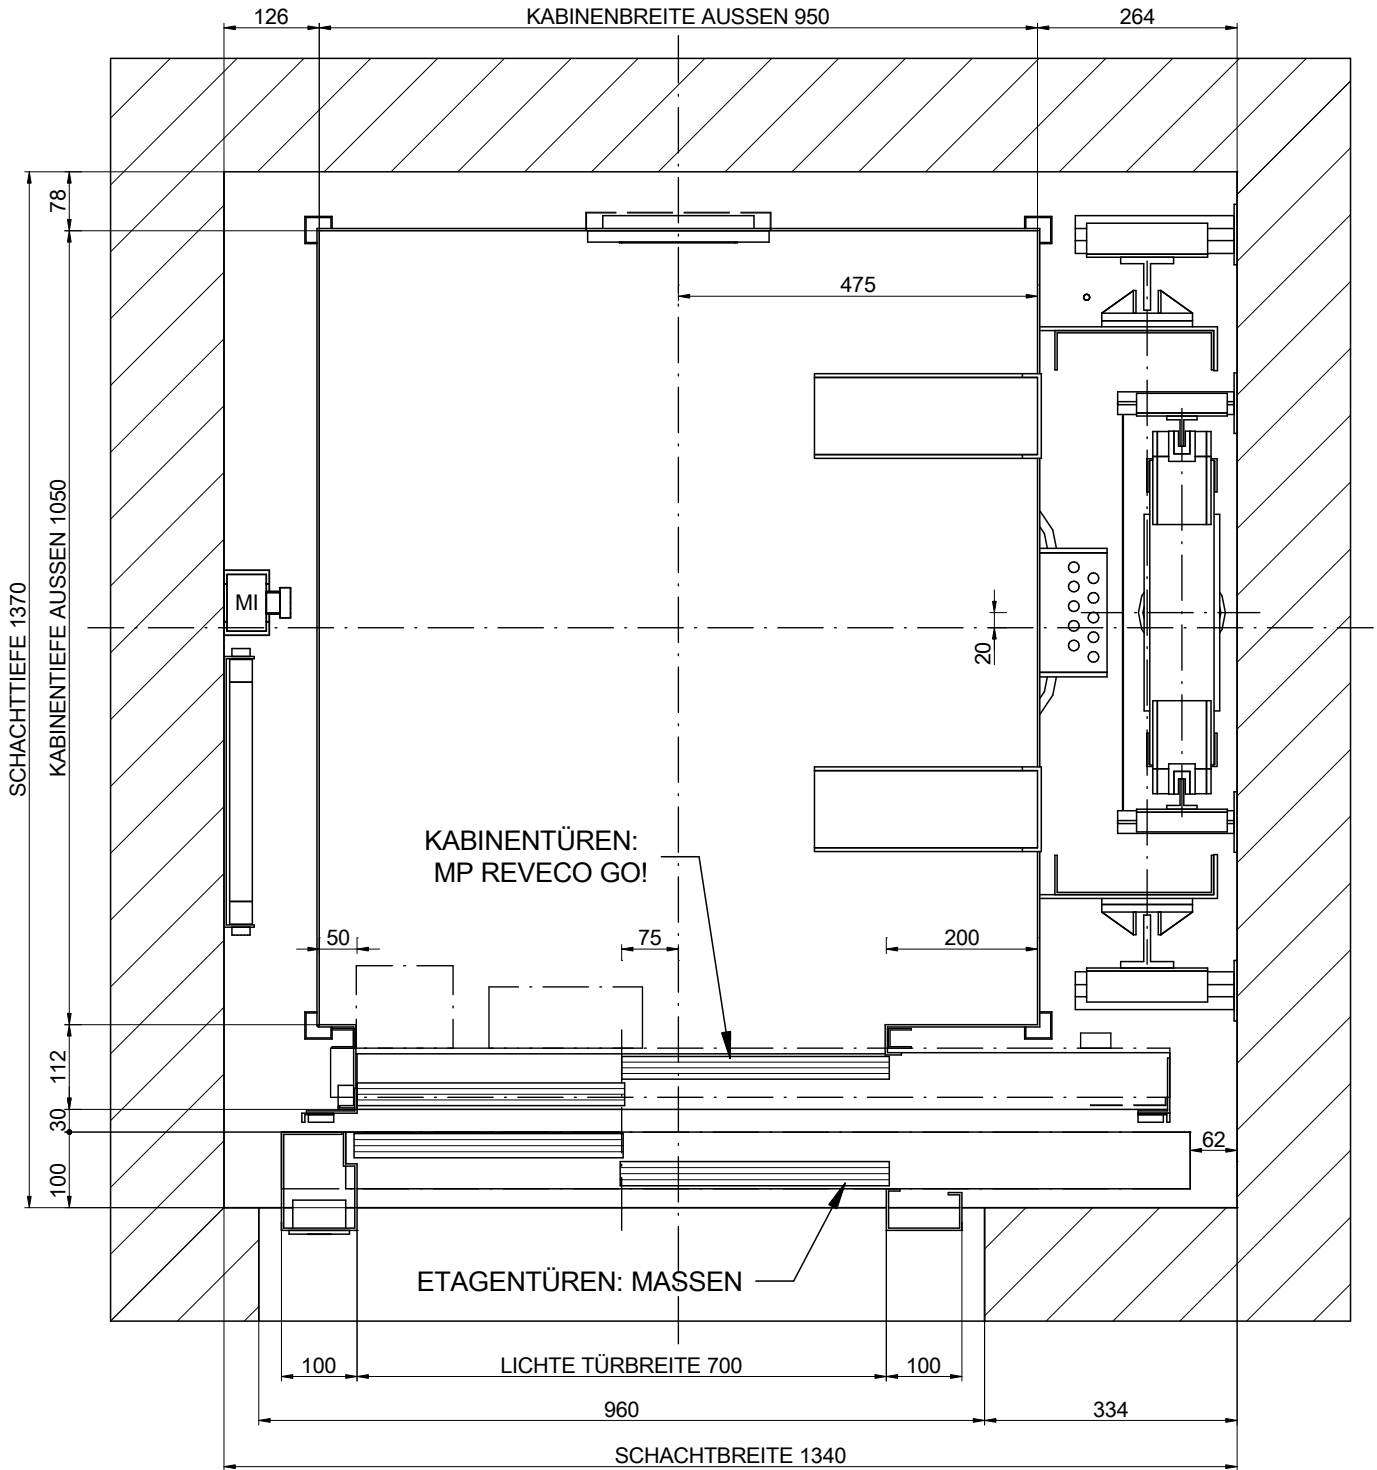 126
KABINENBREITE AUSSEN 950
264
78
475
KABINENTIEFE AUSSEN 1050
SCHACHTTIEFE 1370
MI
20
KABINENTÜREN:
MP REVECO GO!
50
75
200
112
30
62
100
ETAGENTÜREN: MASSEN
100
LICHTE TÜRBREITE 700
100
960
334
SCHACHTBREITE 1340